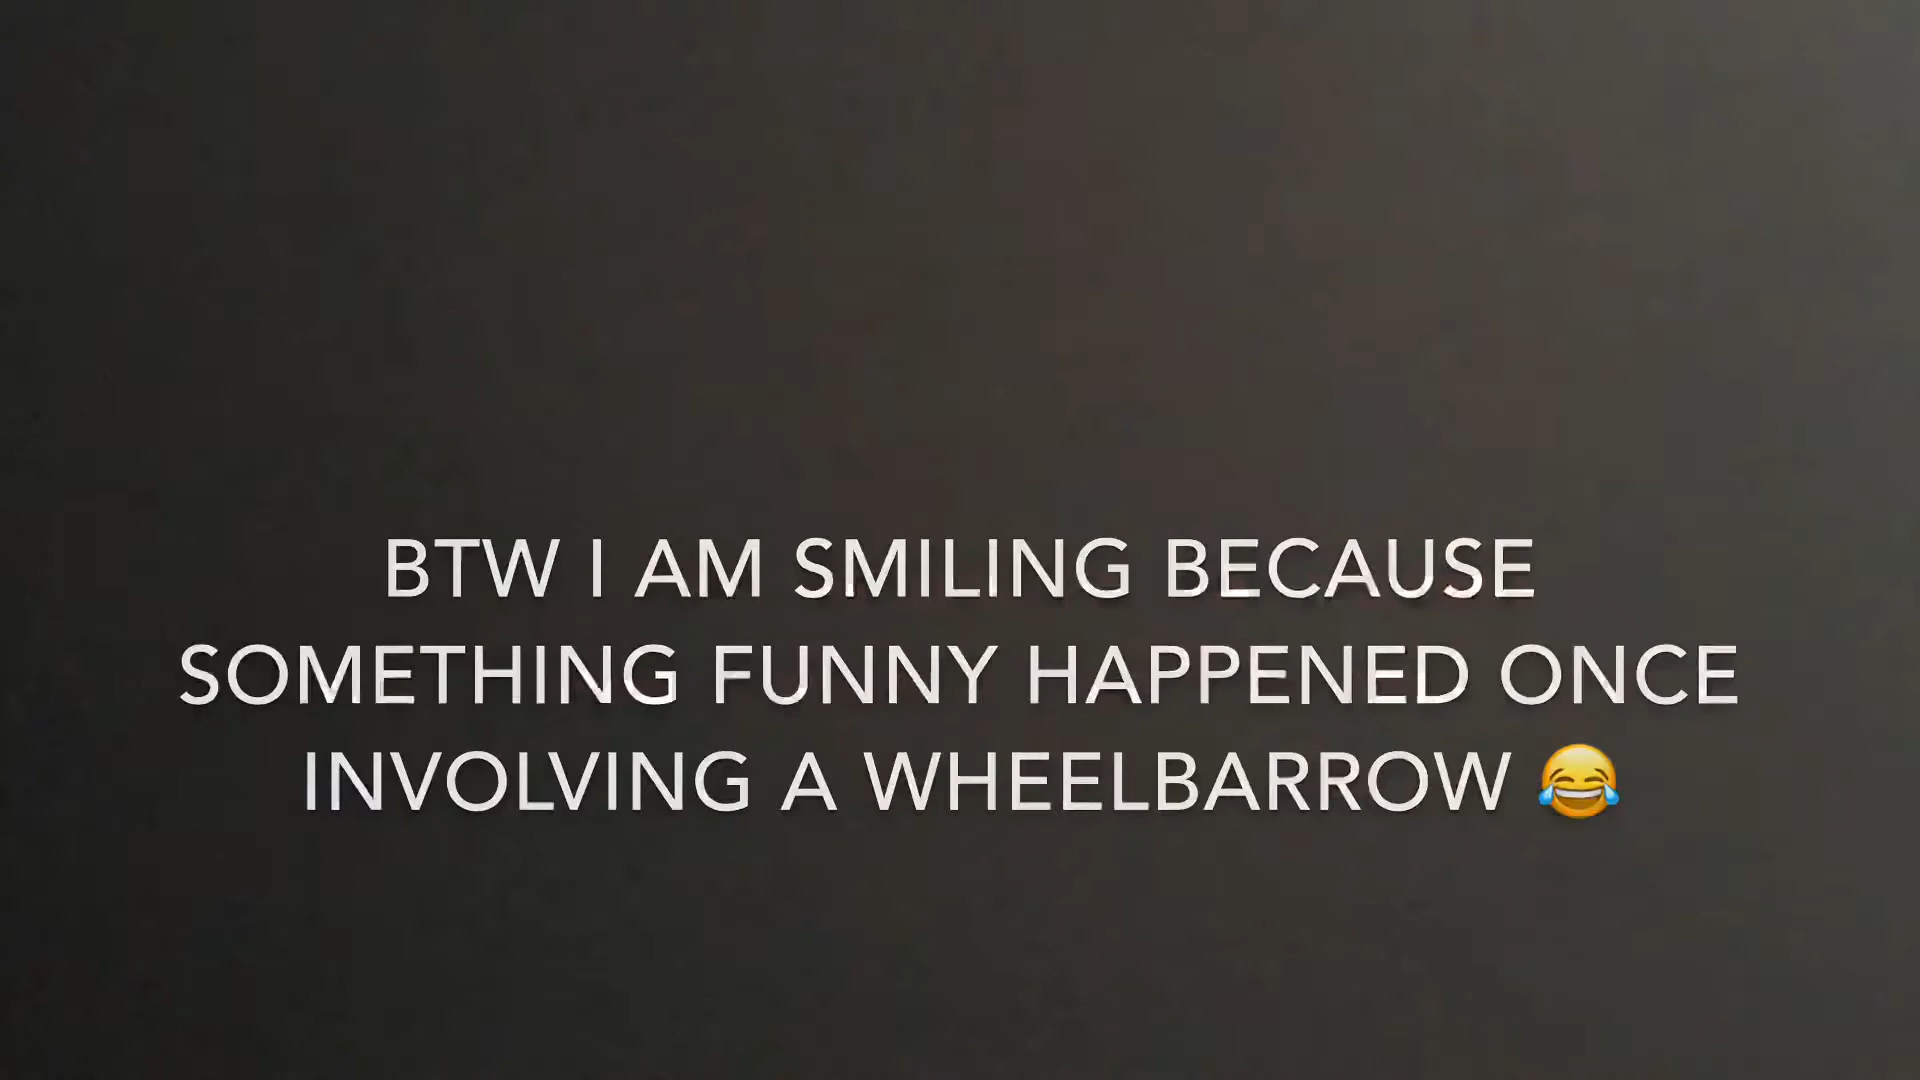 BTW I AM SMILING BECAUSE
SOMETHING FUNNY HAPPENED ONCE
INVOLVING A WHEELBARROW 😂